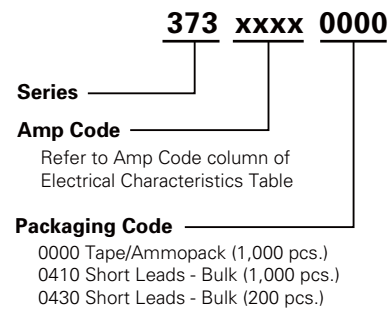 373 xxxx 0000
Series
Amp Code
Refer to Amp Code column of
Electrical Characteristics Table
Packaging Code
0000 Tape/Ammopack (1,000 pcs.)
0410 Short Leads - Bulk (1,000 pcs.)
0430 Short Leads - Bulk (200 pcs.)